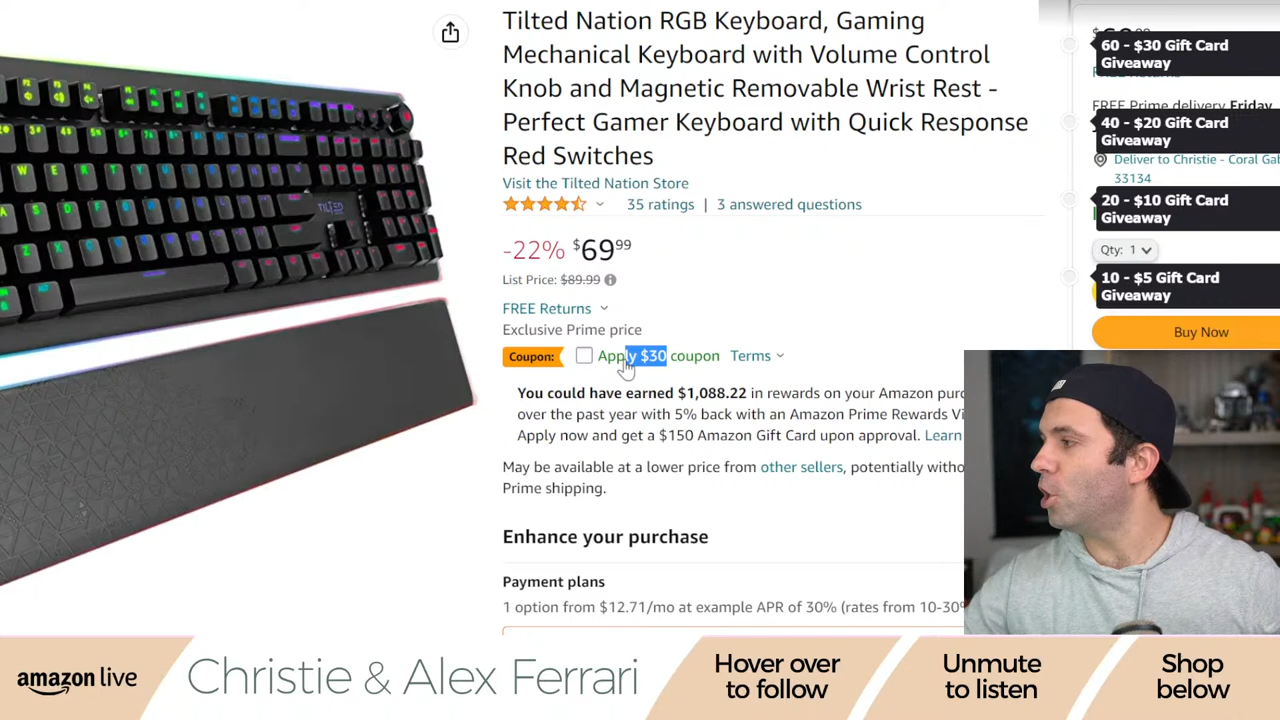 Tilted Nation RGB Keyboard, Gaming
Mechanical Keyboard with Volume Control
Knob and Magnetic Removable Wrist Rest -
Perfect Gamer Keyboard with Quick Response
Red Switches
Visit the Tilted Nation Store
35 ratings | 3 answered questions
-22% $69.99
List Price: $89.99
FREE Returns
Exclusive Prime price
Coupon: Apply $30 coupon Terms
You could have earned $1,088.22 in rewards on your Amazon purc
over the past year with 5% back with an Amazon Prime Rewards Vi
Apply now and get a $150 Amazon Gift Card upon approval. Learn
May be available at a lower price from other sellers, potentially witho
Prime shipping.
Enhance your purchase
Payment plans
1 option from $12.71/mo at example APR of 30% (rates from 10-30%
60 - $30 Gift Card
Giveaway
FREE Prime delivery Friday
40 - $20 Gift Card
Giveaway
Deliver to Christie - Coral Gab
33134
20 - $10 Gift Card
Giveaway
Qty: 1
10 - $5 Gift Card
Giveaway
Buy Now
TILTED
amazon live
Christie & Alex Ferrari
Hover over
to follow
Unmute
to listen
Shop
below